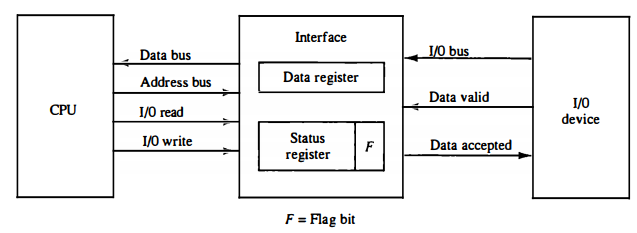 Interface
CPU
Data bus
Address bus
I/O read
I/O write
Data register
Status
register
F
I/O bus
Data valid
Data accepted
I/O
device
F = Flag bit